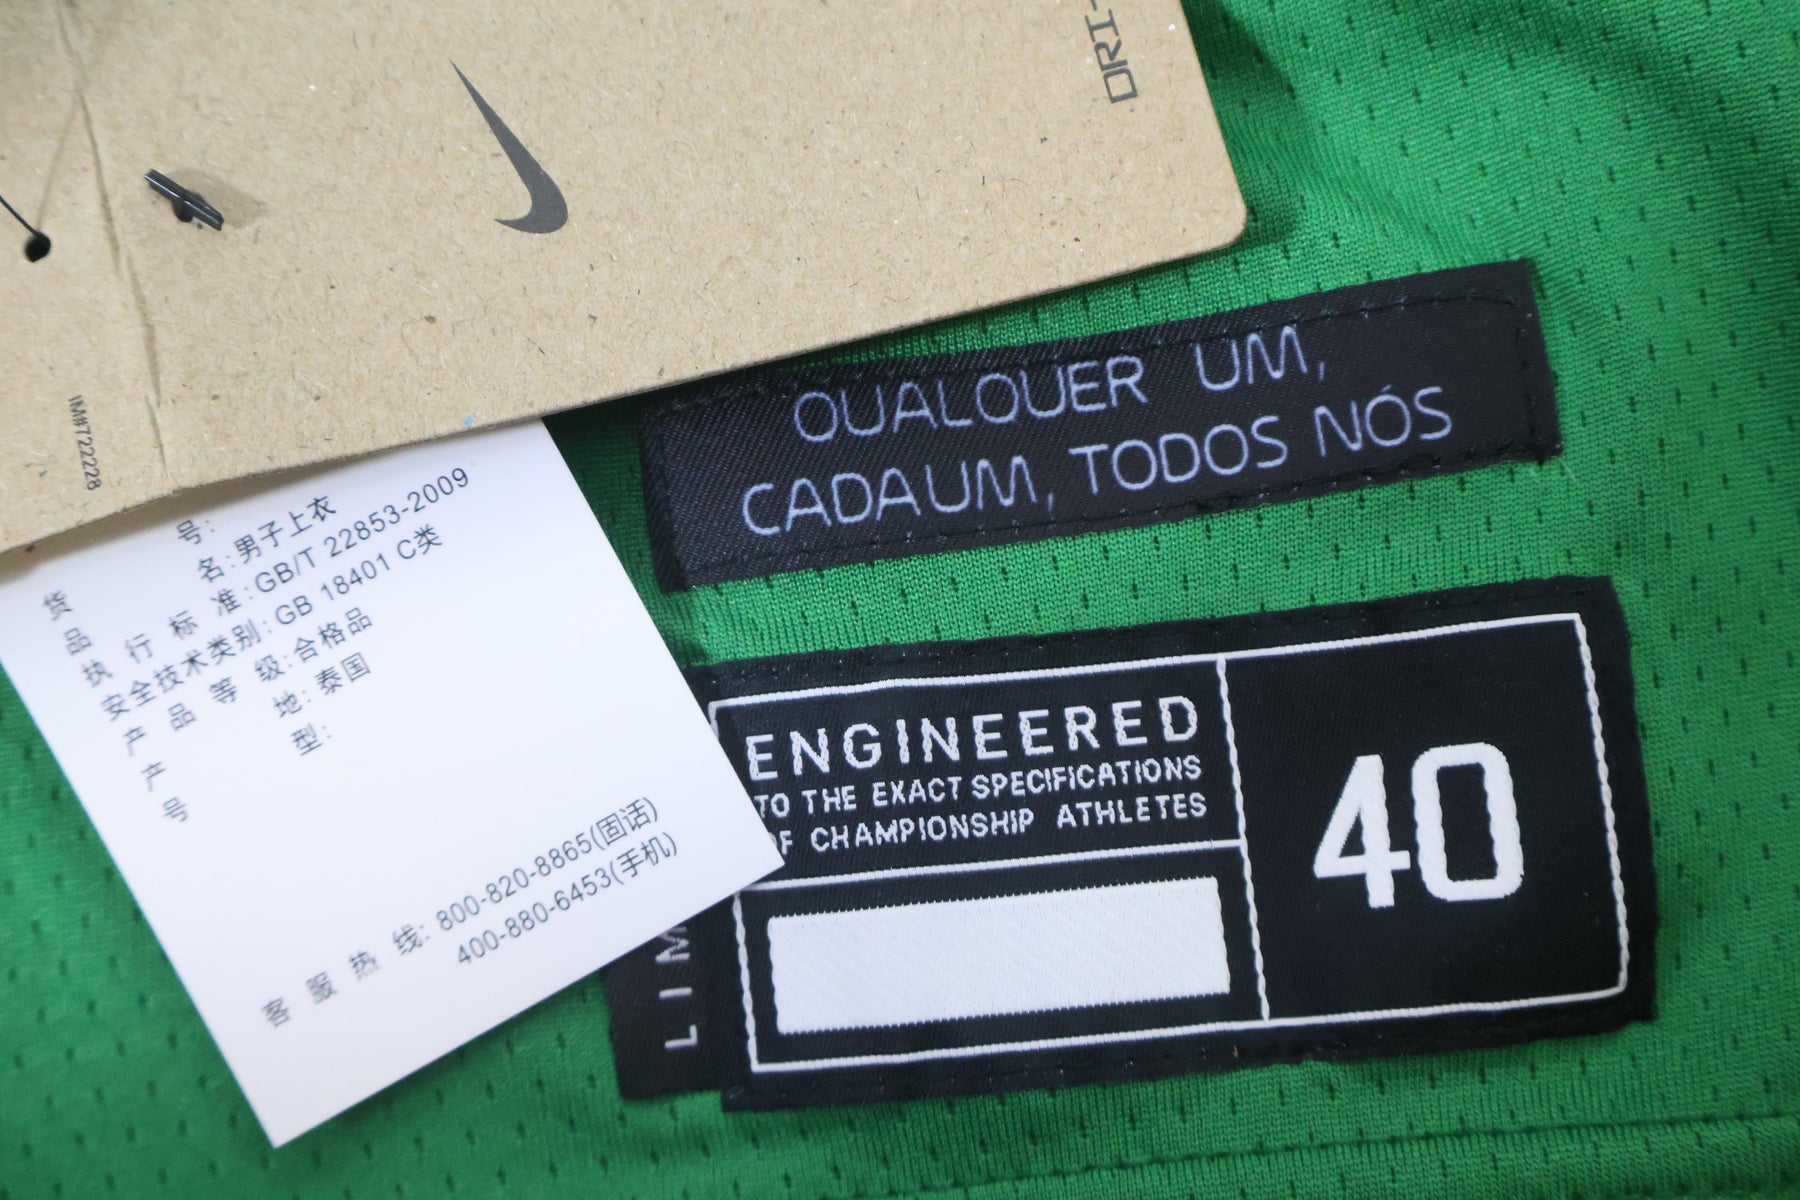 DRI-
IM#722228
QUALQUER UM,
CADA UM, TODOS NÓS
货 号:
品 名:男子上衣
执 行 标 准:GB/T 22853-2009
安全技术类别:GB 18401 C类
产 品 等 级:合格品
产 地:泰国
号 型:
客 服 热 线: 800-820-8865(固话)
400-880-6453(手机)
ENGINEERED
TO THE EXACT SPECIFICATIONS
OF CHAMPIONSHIP ATHLETES
40
LIM